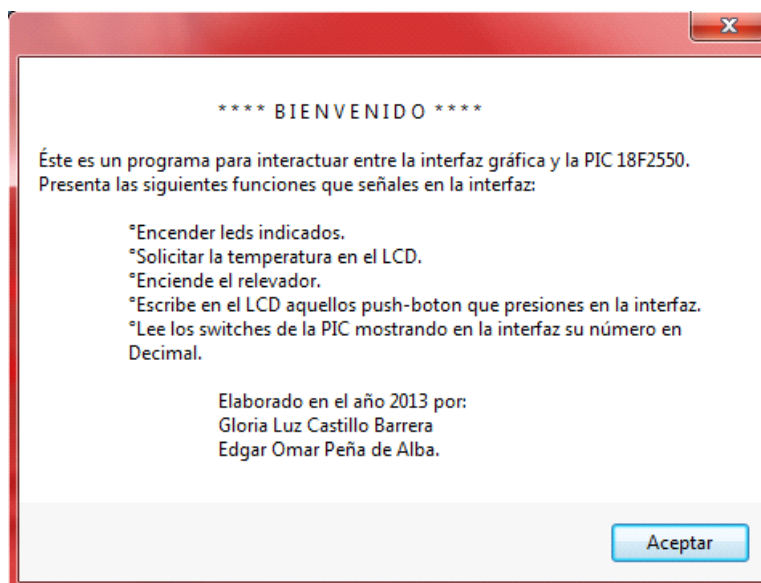 **** BIENVENIDO ****
Éste es un programa para interactuar entre la interfaz gráfica y la PIC 18F2550.
Presenta las siguientes funciones que señales en la interfaz:
°Encender leds indicados.
°Solicitar la temperatura en el LCD.
°Enciende el relevador.
°Escribe en el LCD aquellos push-boton que presiones en la interfaz.
°Lee los switches de la PIC mostrando en la interfaz su número en
Decimal.
Elaborado en el año 2013 por:
Gloria Luz Castillo Barrera
Edgar Omar Peña de Alba.
Aceptar